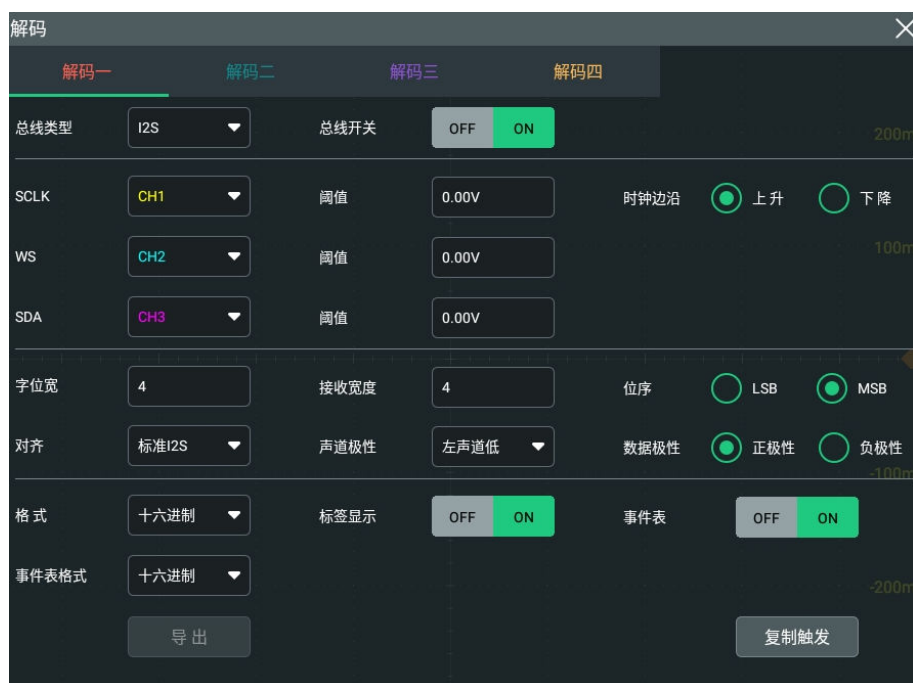 解码
解码一 解码二 解码三 解码四
总线类型 I2S 总线开关 OFF ON
200m
SCLK CH1 阈值 0.00V 时钟边沿 上升 下降
WS CH2 阈值 0.00V
100m
SDA CH3 阈值 0.00V
字位宽 4 接收宽度 4 位序 LSB MSB
对齐 标准I2S 声道极性 左声道低 数据极性 正极性 负极性
-100m
格式 十六进制 标签显示 OFF ON 事件表 OFF ON
事件表格式 十六进制
-200m
导出 复制触发